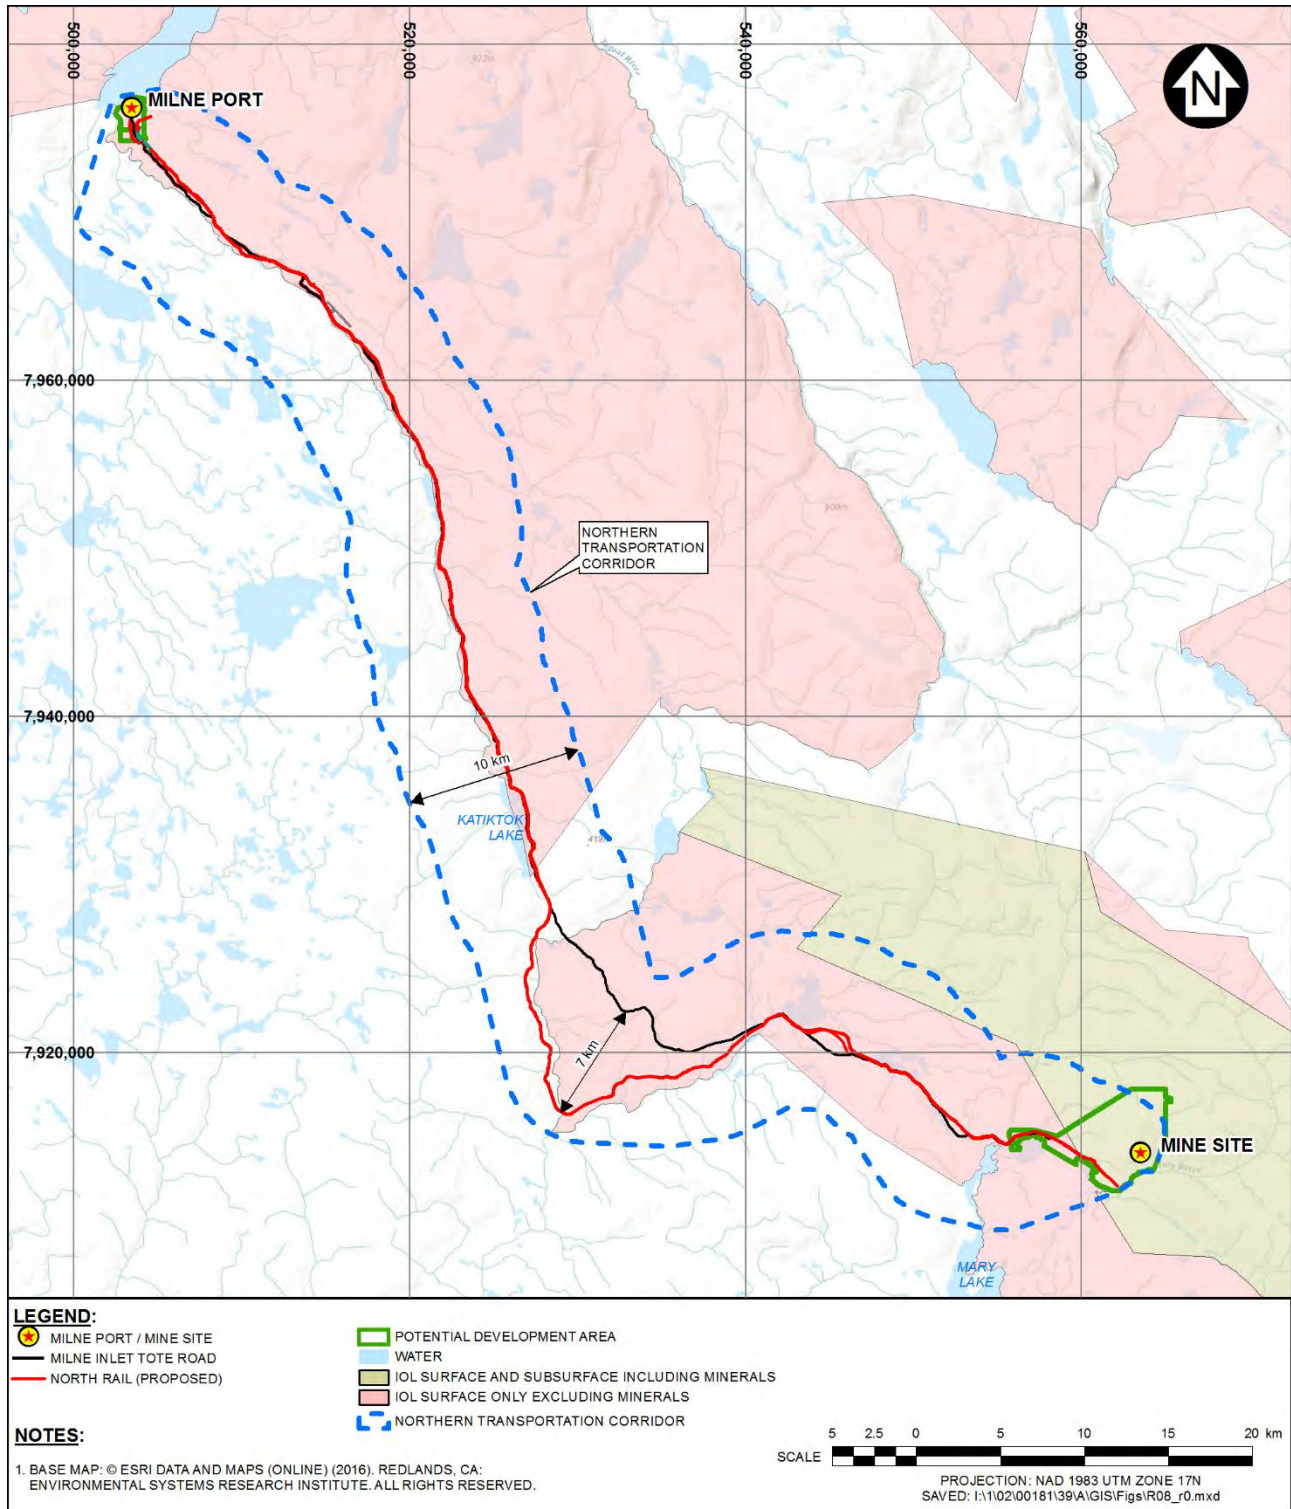 500,000
520,000
540,000
560,000
922m
N
MILNE PORT
7,960,000
NORTHERN
TRANSPORTATION
CORRIDOR
7,940,000
10 km
KATIKTOK
LAKE
419m
7,920,000
7 km
MINE SITE
MARY
LAKE
LEGEND:
MILNE PORT / MINE SITE
MILNE INLET TOTE ROAD
NORTH RAIL (PROPOSED)
POTENTIAL DEVELOPMENT AREA
WATER
IOL SURFACE AND SUBSURFACE INCLUDING MINERALS
IOL SURFACE ONLY EXCLUDING MINERALS
NORTHERN TRANSPORTATION CORRIDOR
NOTES:
1. BASE MAP: © ESRI DATA AND MAPS (ONLINE) (2016). REDLANDS, CA:
ENVIRONMENTAL SYSTEMS RESEARCH INSTITUTE. ALL RIGHTS RESERVED.
5 2.5 0 5 10 15 20 km
SCALE
PROJECTION: NAD 1983 UTM ZONE 17N
SAVED: I:\1\02\00181\39\A\GIS\Figs\R08_r0.mxd